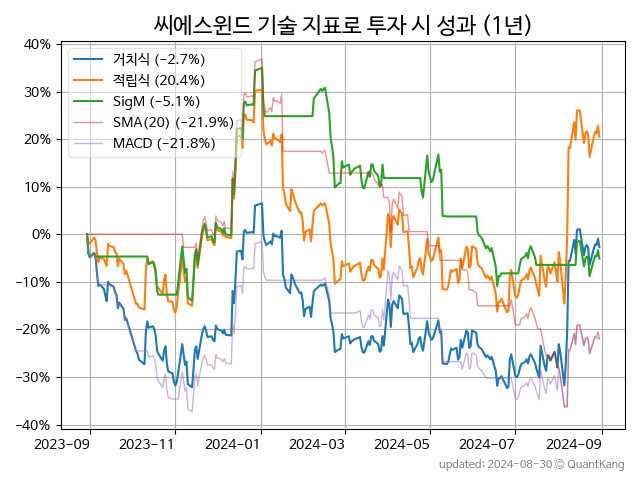 씨에스윈드 기술 지표로 투자 시 성과 (1년)
거치식 (−2.7%)
적립식 (20.4%)
SigM (−5.1%)
SMA(20) (−21.9%)
MACD (−21.8%)
40%
30%
20%
10%
0%
−10%
−20%
−30%
−40%
2023-09 2023-11 2024-01 2024-03 2024-05 2024-07 2024-09
updated: 2024-08-30 © QuantKang